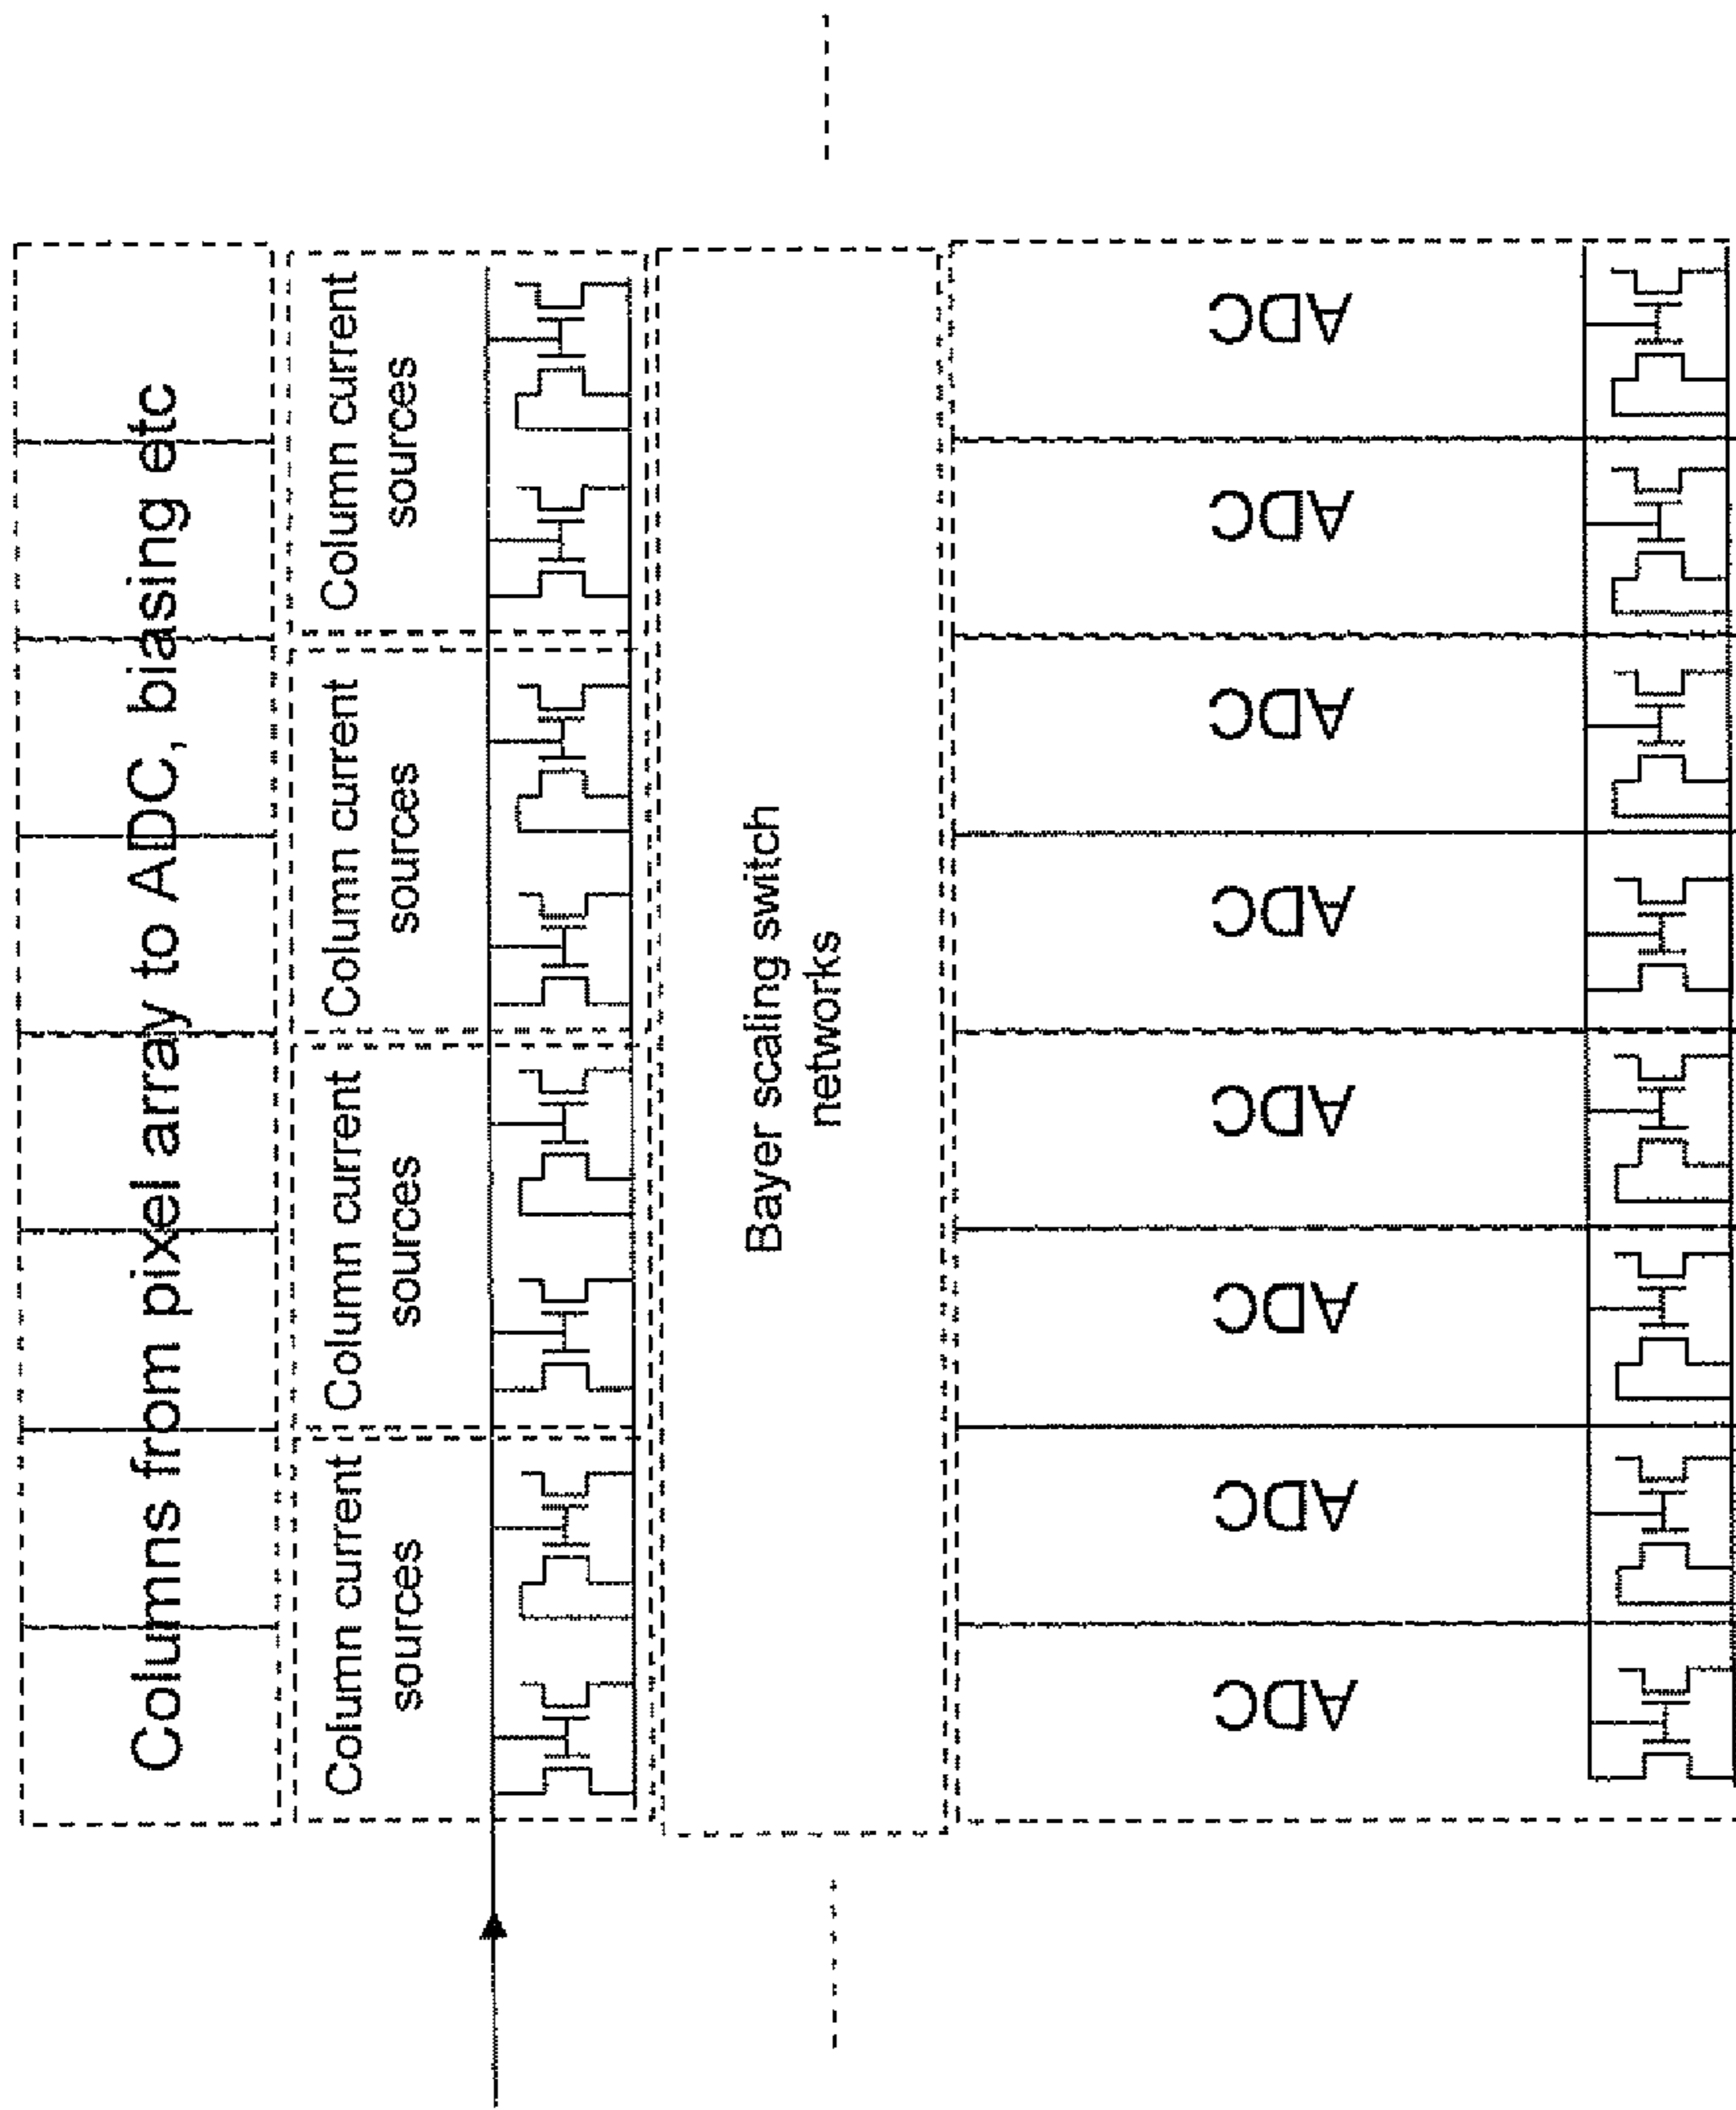 Columns from pixel array to ADC, biasing etc
Column current
sources
Column current
sources
Column current
sources
Column current
sources
Bayer scaling switch
networks
ADC
ADC
ADC
ADC
ADC
ADC
ADC
ADC